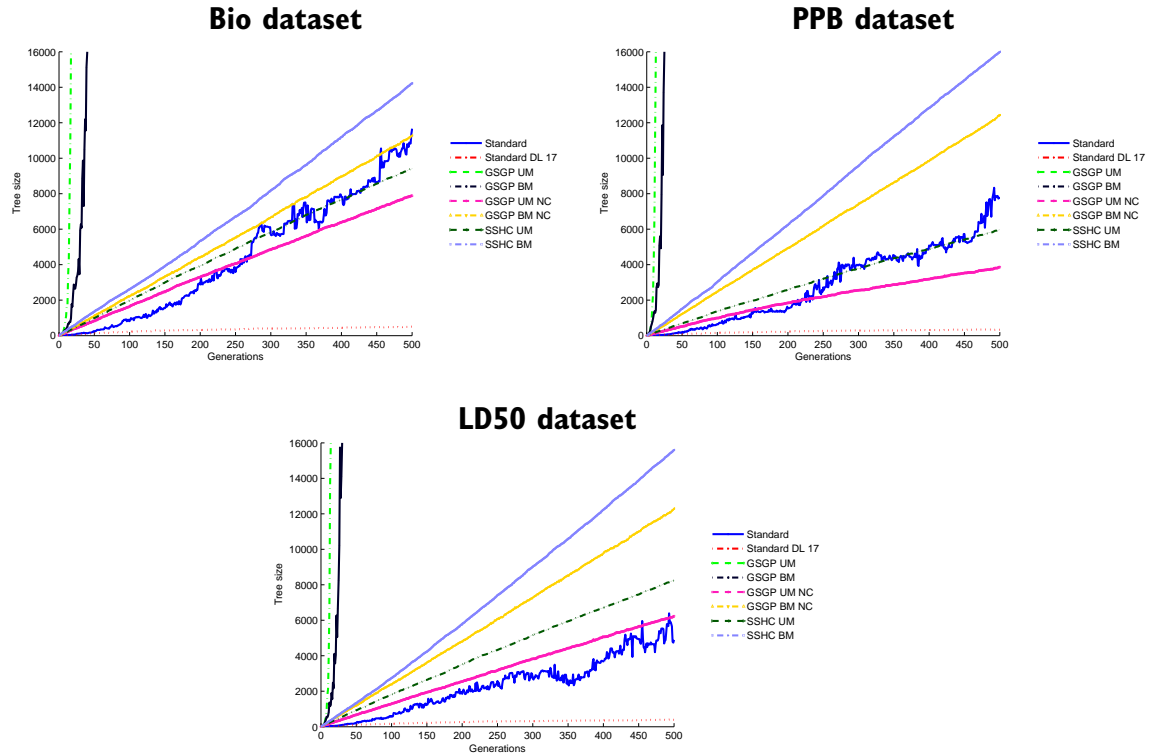 Bio dataset
16000
14000
12000
10000
8000
6000
4000
2000
0
Tree size
0 50 100 150 200 250 300 350 400 450 500
Generations
Standard
Standard DL 17
GSGP UM
GSGP BM
GSGP UM NC
GSGP BM NC
SSHC UM
SSHC BM
PPB dataset
16000
14000
12000
10000
8000
6000
4000
2000
0
Tree size
0 50 100 150 200 250 300 350 400 450 500
Generations
Standard
Standard DL 17
GSGP UM
GSGP BM
GSGP UM NC
GSGP BM NC
SSHC UM
SSHC BM
LD50 dataset
16000
14000
12000
10000
8000
6000
4000
2000
0
Tree size
0 50 100 150 200 250 300 350 400 450 500
Generations
Standard
Standard DL 17
GSGP UM
GSGP BM
GSGP UM NC
GSGP BM NC
SSHC UM
SSHC BM